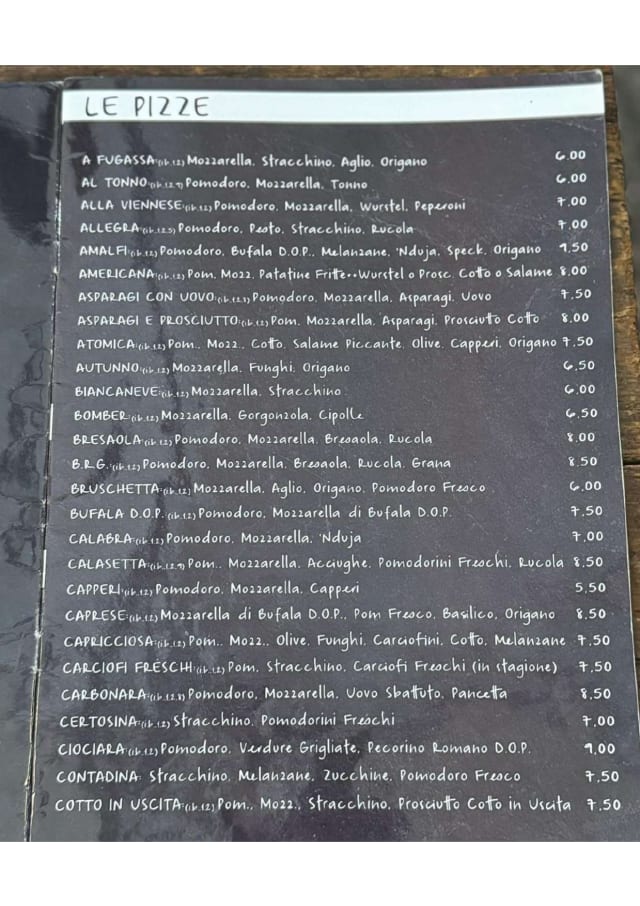 LE PIZZE
A FUGASSA: Mozzarella, Stracchino, Aglio, Origano 6.00
AL TONNO: Pomodoro, Mozzarella, Tonno 6.00
ALLA VIENNESE: Pomodoro, Mozzarella, Wurstel, Peperoni 7.00
ALLEGRA: Pomodoro, Pesto, Stracchino, Rucola 7.00
AMALFI: Pomodoro, Bufala D.O.P., Melanzane, 'Nduja, Speck, Origano 9,50
AMERICANA: Pom. Mozz. Patatine Fritte++Wurstel o Prosc. Cotto o Salame 8.00
ASPARAGI CON UOVO: Pomodoro, Mozzarella, Asparagi, Uovo 7.50
ASPARAGI E PROSCIUTTO: Pom., Mozzarella, Asparagi, Prosciutto Cotto 8.00
ATOMICA: Pom., Mozz., Cotto, Salame Piccante, Olive, Capperi, Origano 7.50
AUTUNNO: Mozzarella, Funghi, Origano 6,50
BIANCANEVE: Mozzarella, Stracchino 6.00
BOMBER: Mozzarella, Gorgonzola, Cipolle 6.50
BRESAOLA: Pomodoro, Mozzarella, Bresaola, Rucola 8,00
B.R.G.: Pomodoro, Mozzarella, Bresaola, Rucola, Grana 8,50
BRUSCHETTA: Mozzarella, Aglio, Origano, Pomodoro Fresco 6.00
BUFALA D.O.P.: Pomodoro, Mozzarella di Bufala D.O.P. 7.50
CALABRA: Pomodoro, Mozzarella, 'Nduja 7.00
CALASETTA: Pom., Mozzarella, Acciughe, Pomodorini Freschi, Rucola 8,50
CAPPERI: Pomodoro, Mozzarella, Capperi 5,50
CAPRESE: Mozzarella di Bufala D.O.P., Pom Fresco, Basilico, Origano 8,50
CAPRICCIOSA: Pom., Mozz., Olive, Funghi, Carciofini, Cotto, Melanzane 7,50
CARCIOFI FRESCHI: Pom, Stracchino, Carciofi Freschi (in stagione) 7,50
CARBONARA: Pomodoro, Mozzarella, Uovo Sbattuto, Pancetta 8,50
CERTOSINA: Stracchino, Pomodorini Freschi 7,00
CIOCIARA: Pomodoro, Verdure Grigliate, Pecorino Romano D.O.P. 9,00
CONTADINA: Stracchino, Melanzane, Zucchine, Pomodoro Fresco 7,50
COTTO IN USCITA: Pom., Mozz., Stracchino, Prosciutto Cotto in Uscita 7,50